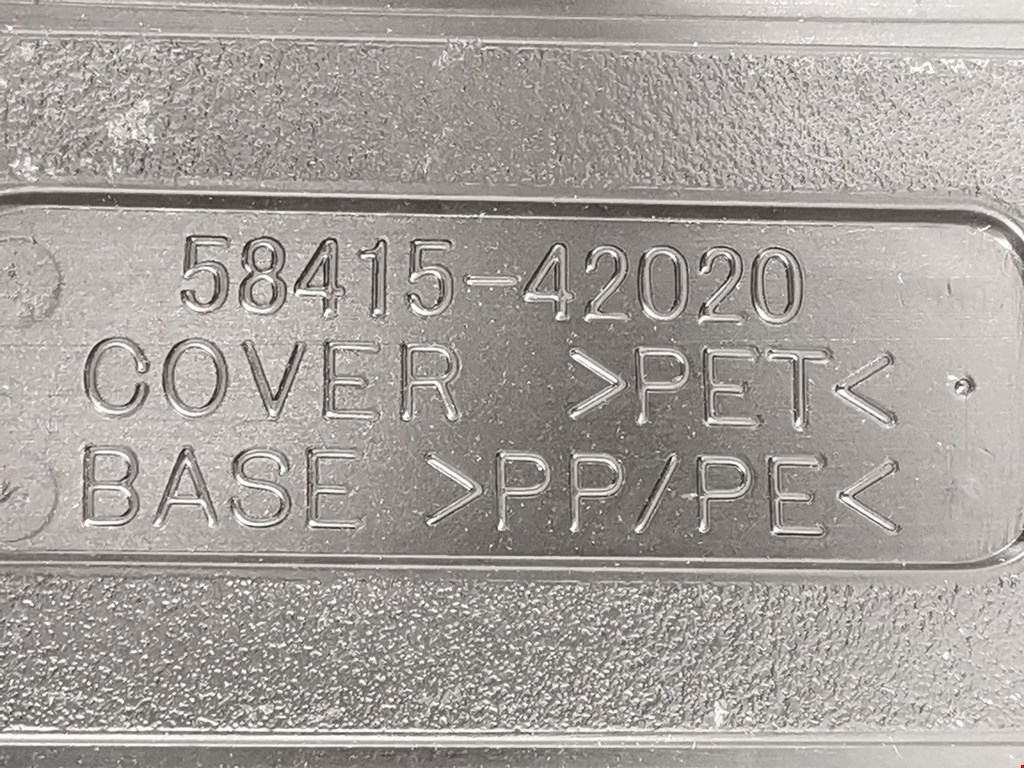 58415-42020
COVER >PET<
BASE >PP/PE<